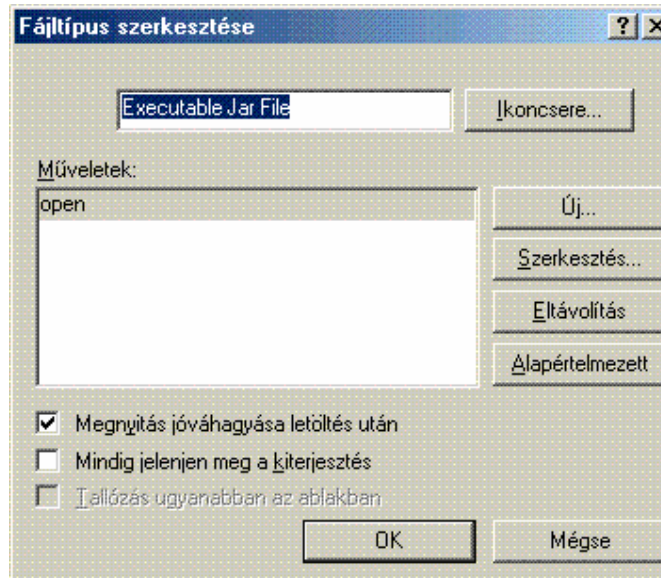 Fájltípus szerkesztése
Executable Jar File
Ikoncsere...
Műveletek:
open
Új...
Szerkesztés...
Eltávolítás
Alapértelmezett
Megnyitás jóváhagyása letöltés után
Mindig jelenjen meg a kiterjesztés
Tallózás ugyanabban az ablakban
OK
Mégse